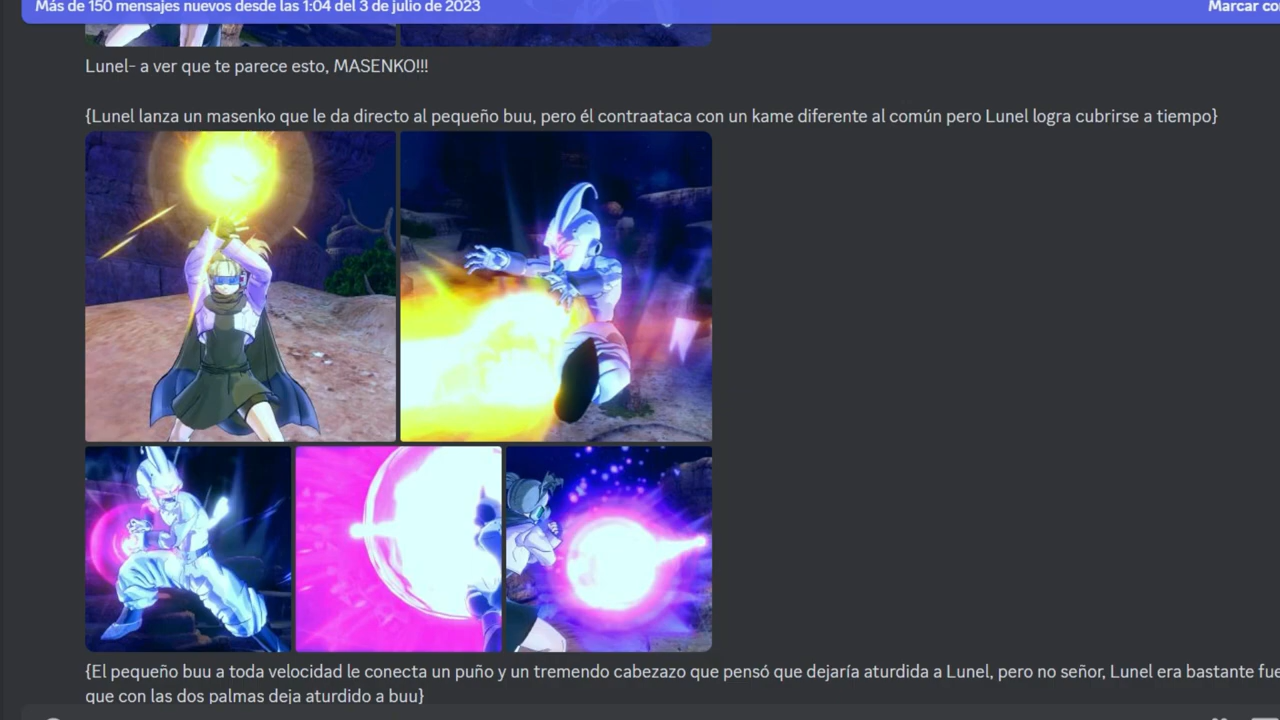 Más de 150 mensajes nuevos desde las 1:04 del 3 de julio de 2023
Marcar
Lunel- a ver que te parece esto, MASENKO!!!
{Lunel lanza un masenko que le da directo al pequeño buu, pero él contraataca con un kame diferente al común pero Lunel logra cubrirse a tiempo}
{El pequeño buu a toda velocidad le conecta un puño y un tremendo cabezazo que pensó que dejaría aturdida a Lunel, pero no señor, Lunel era bastante
que con las dos palmas deja aturdido a buu}